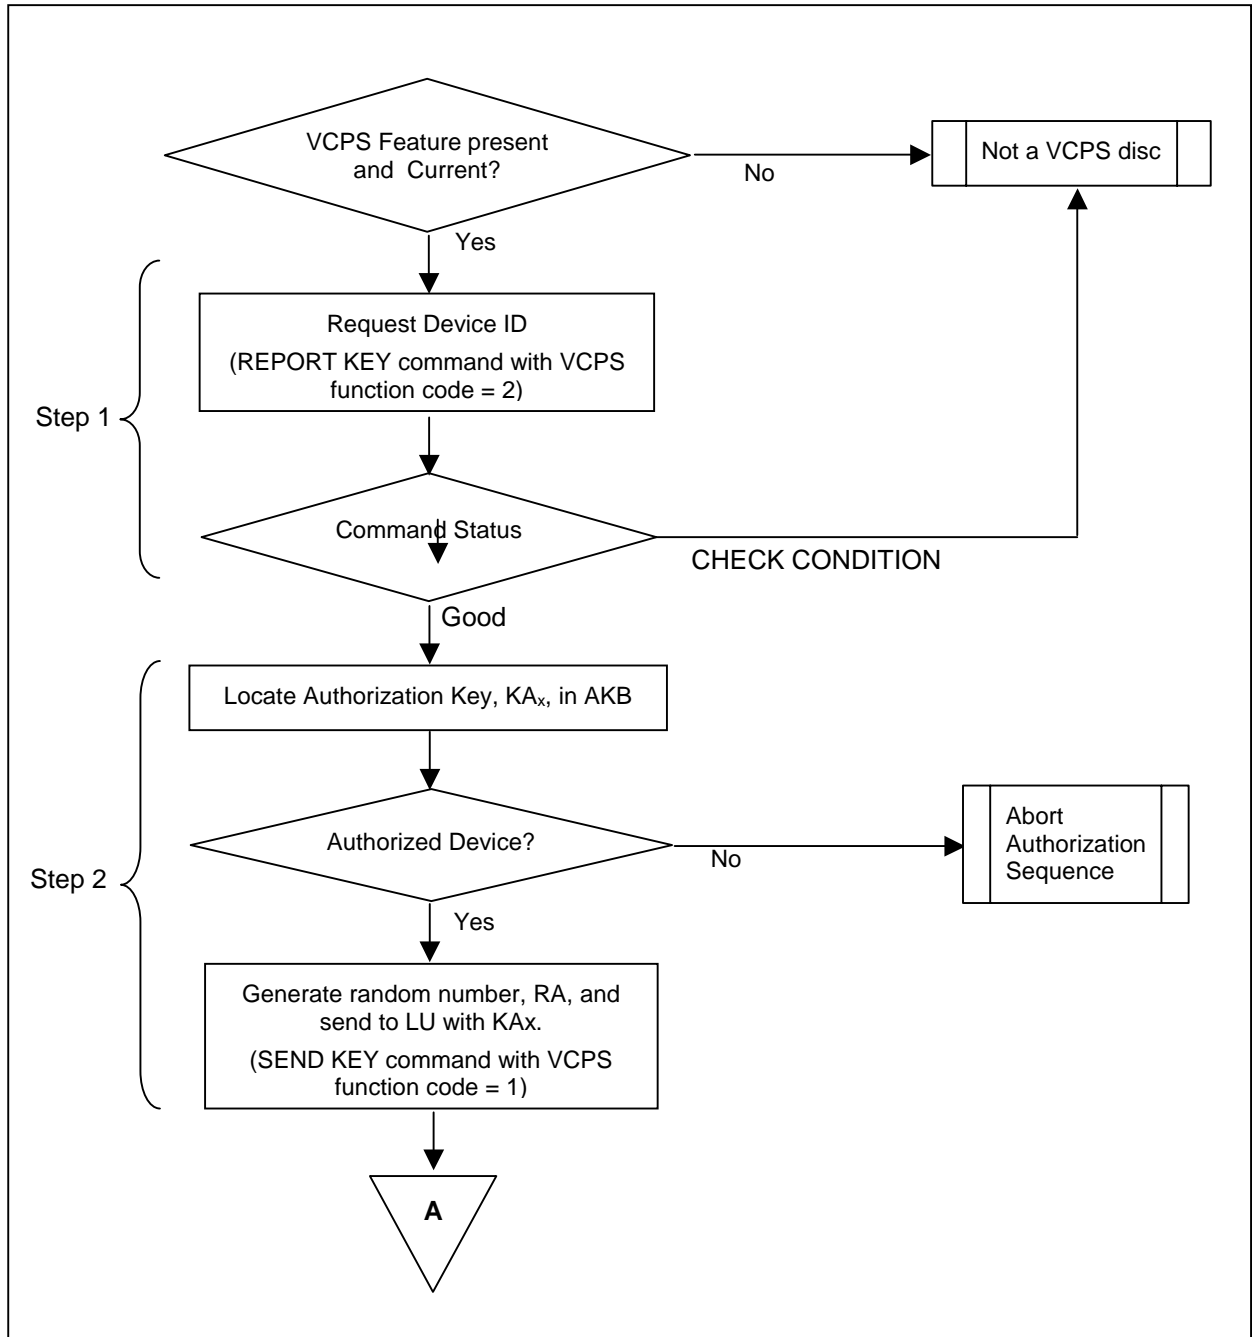 VCPS Feature present
and Current?
No
Not a VCPS disc
Yes
Step 1
Request Device ID
(REPORT KEY command with VCPS
function code = 2)
Command Status
CHECK CONDITION
Good
Step 2
Locate Authorization Key, KAₓ, in AKB
Authorized Device?
No
Abort
Authorization
Sequence
Yes
Generate random number, RA, and
send to LU with KAx.
(SEND KEY command with VCPS
function code = 1)
A